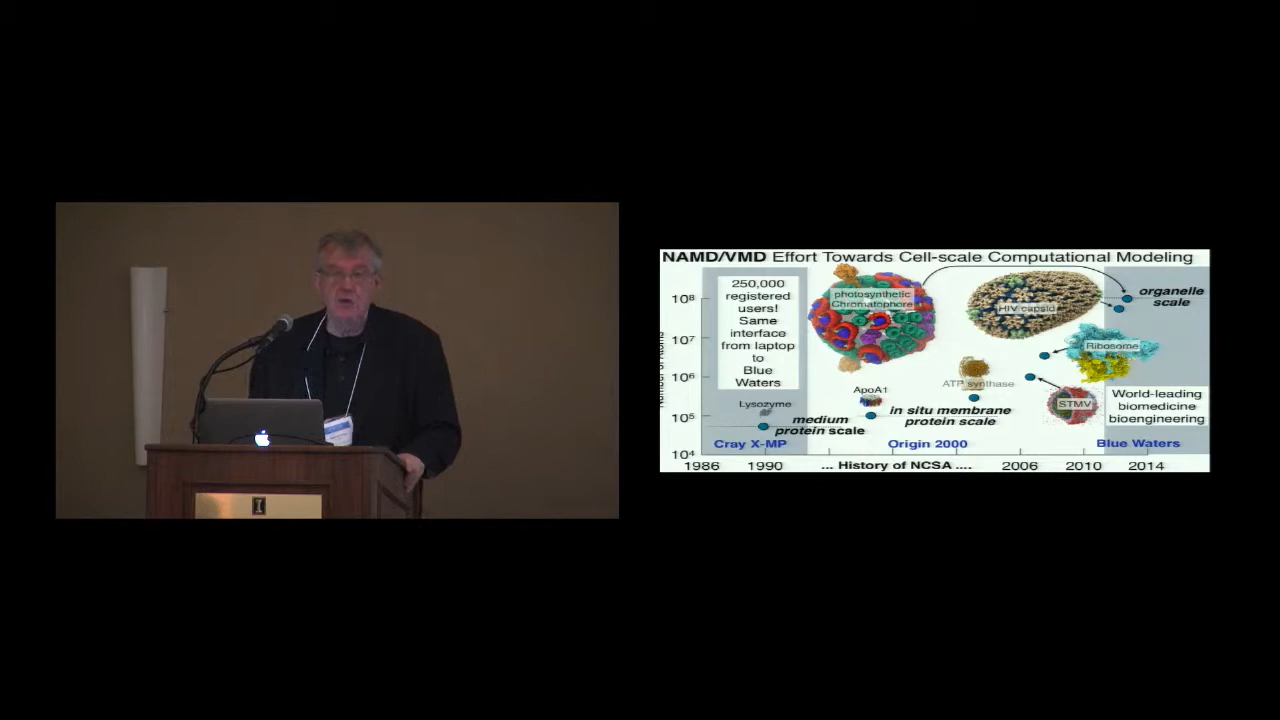 NAMD/VMD Effort Towards Cell-scale Computational Modeling
250,000
registered
users!
Same
interface
from laptop
to
Blue
Waters
photosynthetic
Chromatophore
HIV capsid
organelle
scale
10⁸
10⁷
10⁶
10⁵
10⁴
Ribosome
ATP synthase
ApoA1
Lysozyme
STMV
medium
protein scale
in situ membrane
protein scale
World-leading
biomedicine
bioengineering
Cray X-MP
Origin 2000
Blue Waters
1986 1990 ... History of NCSA .... 2006 2010 2014
I